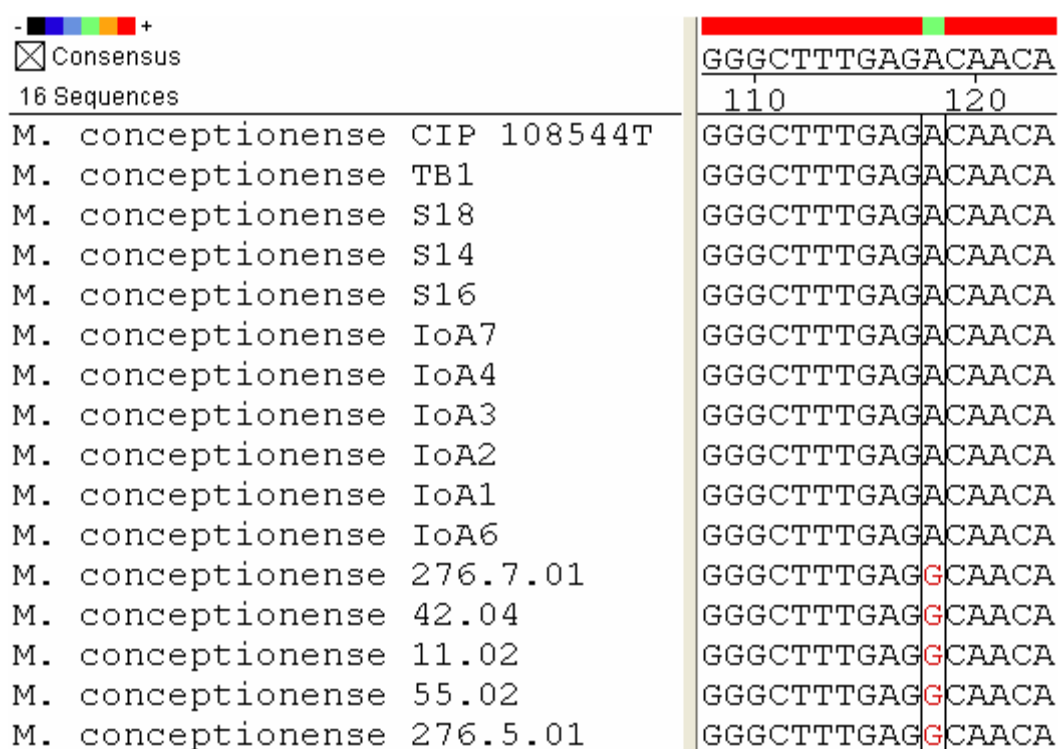 - +
Consensus GGGCTTTGAGACAACA
16 Sequences 110 120
M. conceptionense CIP 108544T GGGCTTTGAGACAACA
M. conceptionense TB1 GGGCTTTGAGACAACA
M. conceptionense S18 GGGCTTTGAGACAACA
M. conceptionense S14 GGGCTTTGAGACAACA
M. conceptionense S16 GGGCTTTGAGACAACA
M. conceptionense IoA7 GGGCTTTGAGACAACA
M. conceptionense IoA4 GGGCTTTGAGACAACA
M. conceptionense IoA3 GGGCTTTGAGACAACA
M. conceptionense IoA2 GGGCTTTGAGACAACA
M. conceptionense IoA1 GGGCTTTGAGACAACA
M. conceptionense IoA6 GGGCTTTGAGACAACA
M. conceptionense 276.7.01 GGGCTTTGAGGCAACA
M. conceptionense 42.04 GGGCTTTGAGGCAACA
M. conceptionense 11.02 GGGCTTTGAGGCAACA
M. conceptionense 55.02 GGGCTTTGAGGCAACA
M. conceptionense 276.5.01 GGGCTTTGAGGCAACA